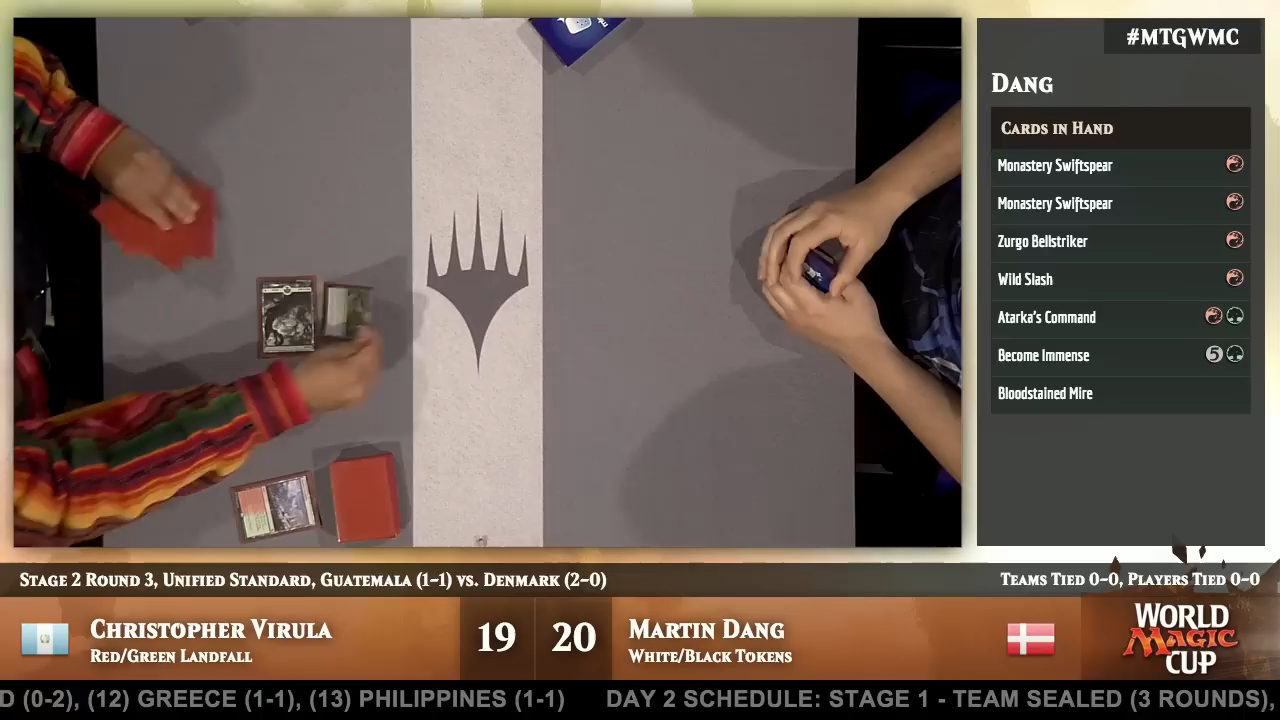 #MTGWMC
Dang
Cards in Hand
Monastery Swiftspear
Monastery Swiftspear
Zurgo Bellstriker
Wild Slash
Atarka's Command
Become Immense
5
Bloodstained Mire
Stage 2 Round 3, Unified Standard, Guatemala (1-1) vs. Denmark (2-0)
Teams Tied 0-0, Players Tied 0-0
Christopher Virula
Red/Green Landfall
19
20
Martin Dang
White/Black Tokens
World
Magic
Cup
D (0-2), (12) GREECE (1-1), (13) PHILIPPINES (1-1)
DAY 2 SCHEDULE: STAGE 1 - TEAM SEALED (3 ROUNDS),